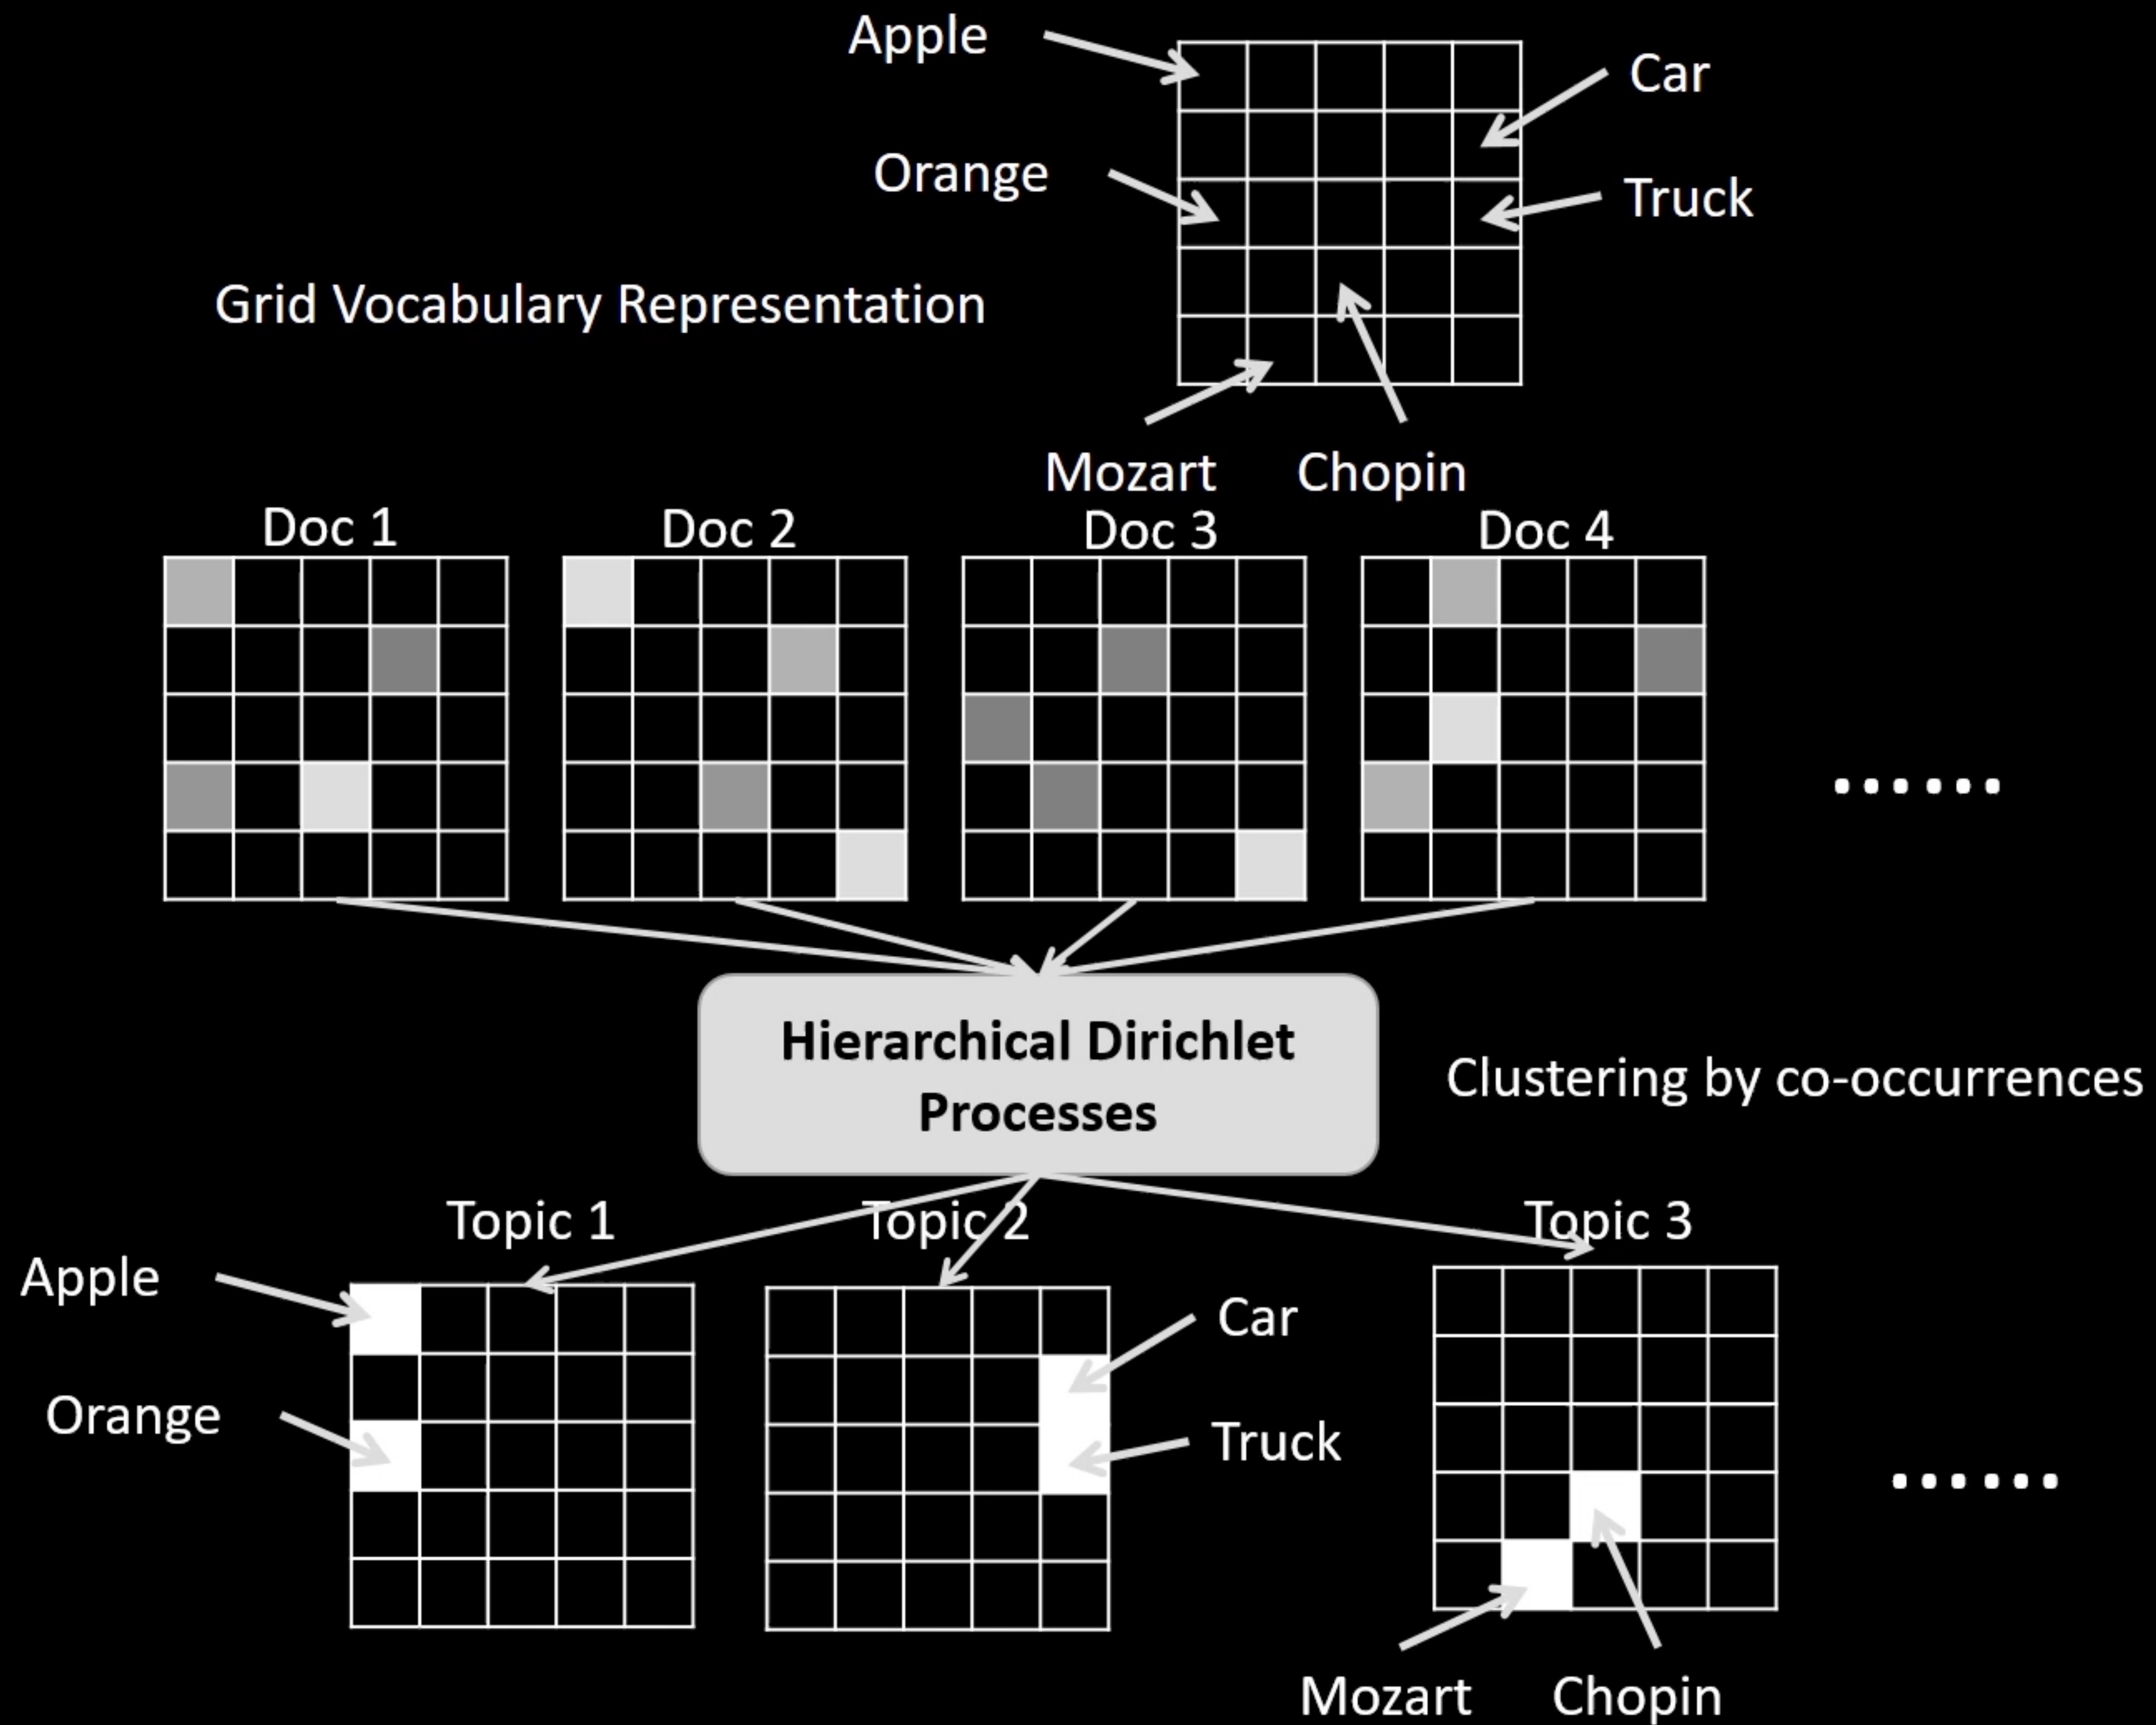 Apple
Car
Orange
Truck
Grid Vocabulary Representation
Mozart
Chopin
Doc 1
Doc 2
Doc 3
Doc 4
......
Hierarchical Dirichlet
Processes
Clustering by co-occurrences
Topic 1
Topic 2
Topic 3
Apple
Car
Orange
Truck
......
Mozart
Chopin